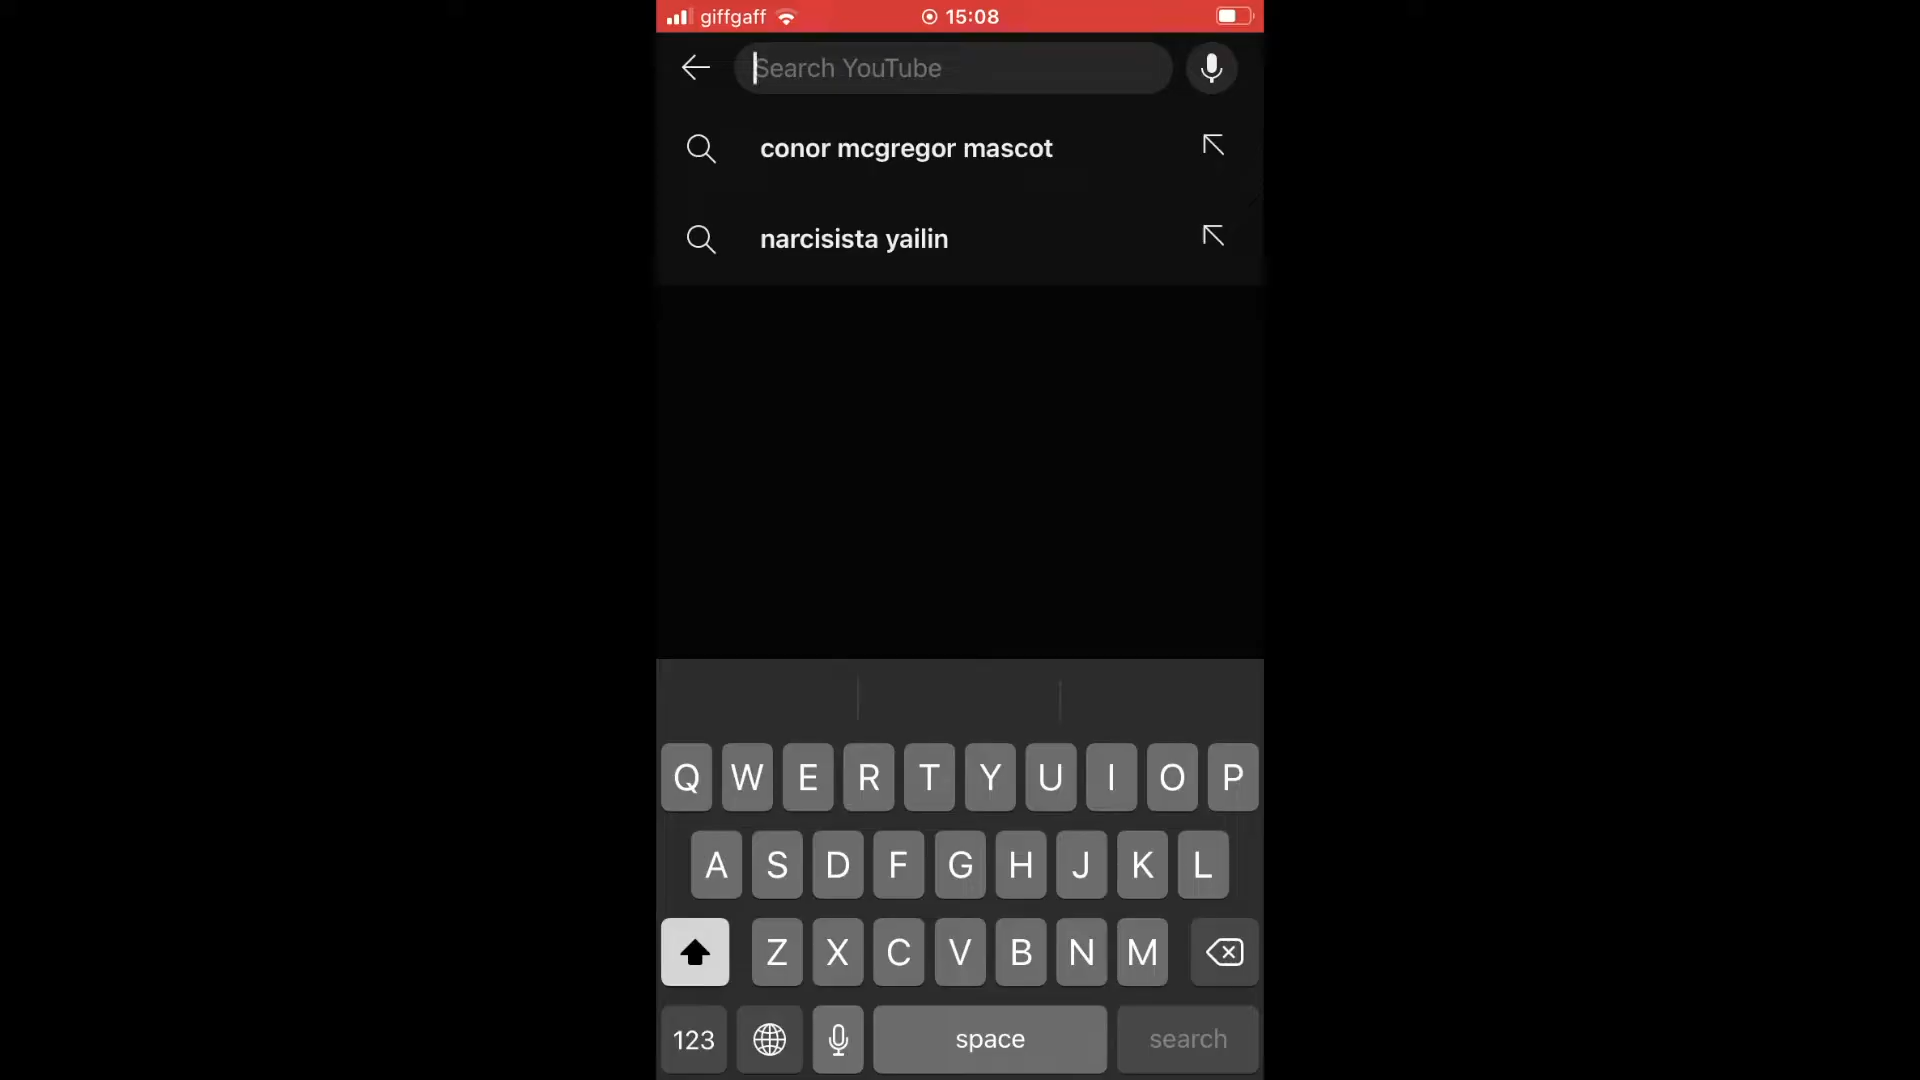 giffgaff 15:08
Search YouTube
conor mcgregor mascot
narcisista yailin
Q W E R T Y U I O P
A S D F G H J K L
Z X C V B N M
123 space search